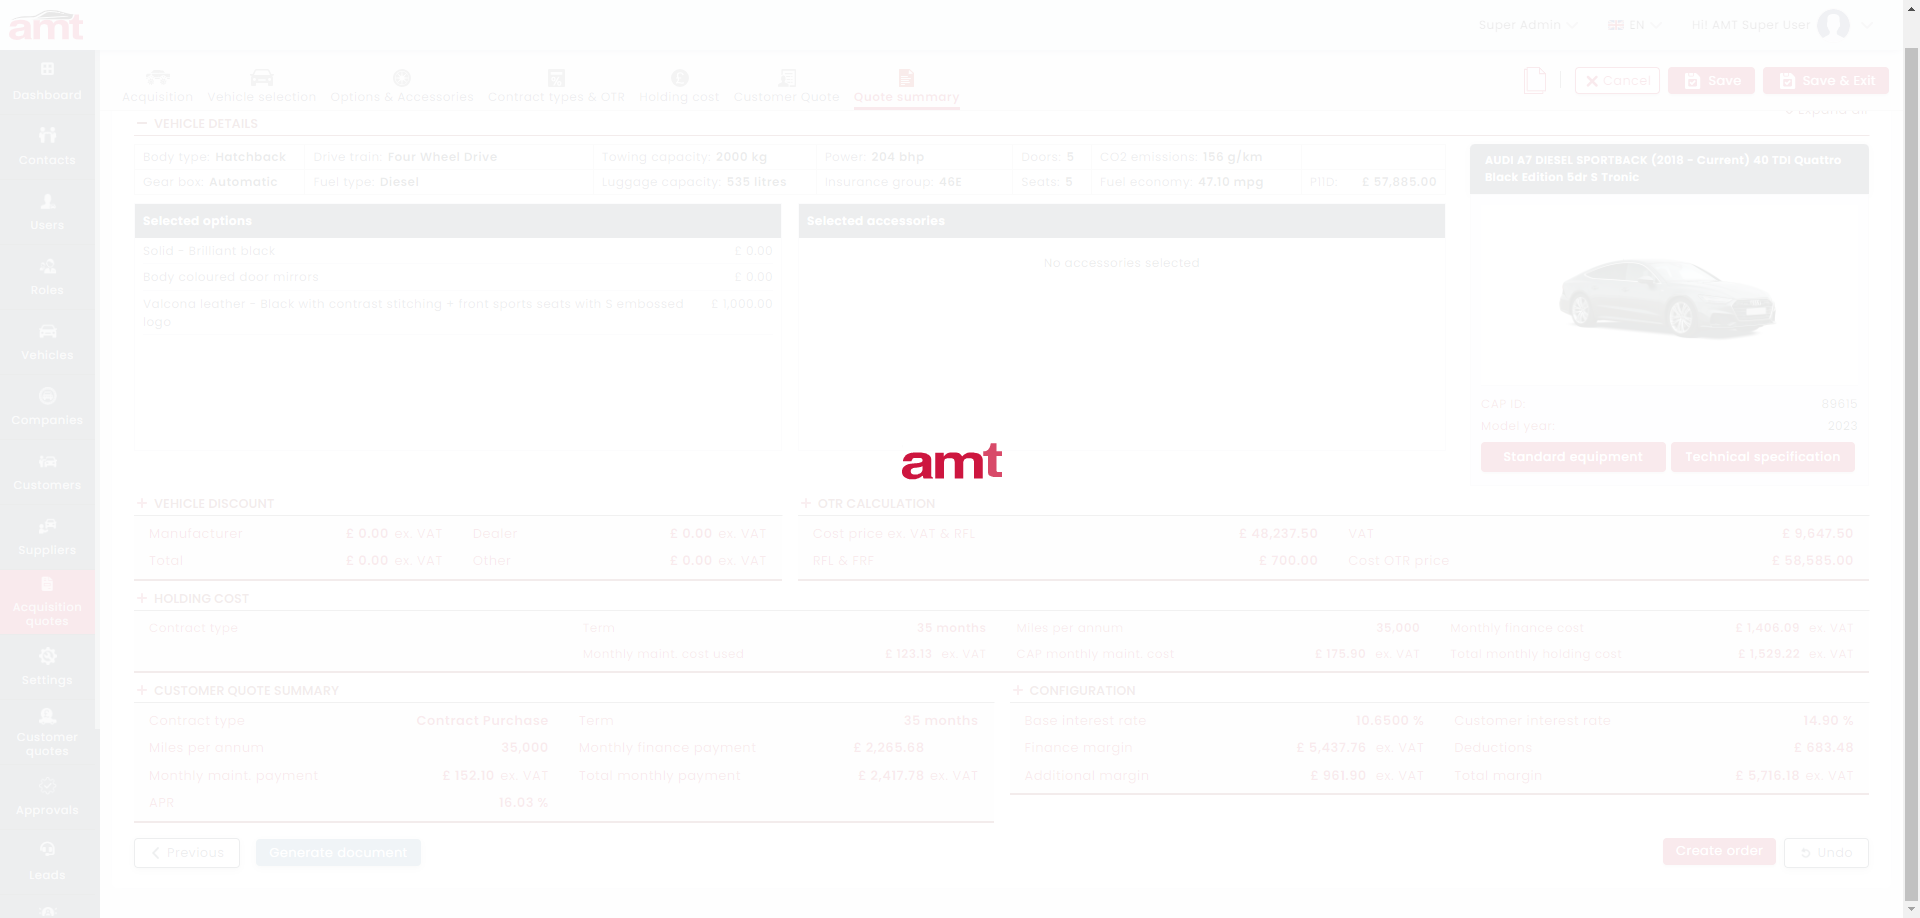 amt
Super Admin
EN
Hi! AMT Super User
Dashboard
Contacts
Users
Roles
Vehicles
Companies
Customers
Suppliers
Acquisition
quotes
Settings
Customer
quotes
Approvals
Leads
Acquisition
Vehicle selection
Options & Accessories
Contract types & OTR
Holding cost
Customer Quote
Quote summary
Cancel
Save
Save & Exit
VEHICLE DETAILS
Body type: Hatchback Drive train: Four Wheel Drive Towing capacity: 2000 kg Power: 204 bhp Doors: 5 CO2 emissions: 156 g/km
Gear box: Automatic Fuel type: Diesel Luggage capacity: 535 litres Insurance group: 46E Seats: 5 Fuel economy: 47.10 mpg P11D: £ 57,885.00
Selected options
Solid - Brilliant black £ 0.00
Body coloured door mirrors £ 0.00
Valcona leather - Black with contrast stitching + front sports seats with S embossed £ 1,000.00
logo
Selected accessories
No accessories selected
AUDI A7 DIESEL SPORTBACK (2018 - Current) 40 TDI Quattro
Black Edition 5dr S Tronic
CAP ID: 89615
Model year: 2023
Standard equipment Technical specification
amt
VEHICLE DISCOUNT
Manufacturer £ 0.00 ex. VAT Dealer £ 0.00 ex. VAT
Total £ 0.00 ex. VAT Other £ 0.00 ex. VAT
OTR CALCULATION
Cost price ex. VAT & RFL £ 48,237.50 VAT £ 9,647.50
RFL & FRF £ 700.00 Cost OTR price £ 58,585.00
HOLDING COST
Contract type Term 35 months Miles per annum 35,000 Monthly finance cost £ 1,406.09 ex. VAT
Monthly maint. cost used £ 123.13 ex. VAT CAP monthly maint. cost £ 175.90 ex. VAT Total monthly holding cost £ 1,529.22 ex. VAT
CUSTOMER QUOTE SUMMARY
Contract type Contract Purchase Term 35 months
Miles per annum 35,000 Monthly finance payment £ 2,265.68
Monthly maint. payment £ 152.10 ex. VAT Total monthly payment £ 2,417.78 ex. VAT
APR 16.03 %
CONFIGURATION
Base interest rate 10.6500 % Customer interest rate 14.90 %
Finance margin £ 5,437.76 ex. VAT Deductions £ 683.48
Additional margin £ 961.90 ex. VAT Total margin £ 5,716.18 ex. VAT
Previous
Generate document
Create order
Undo